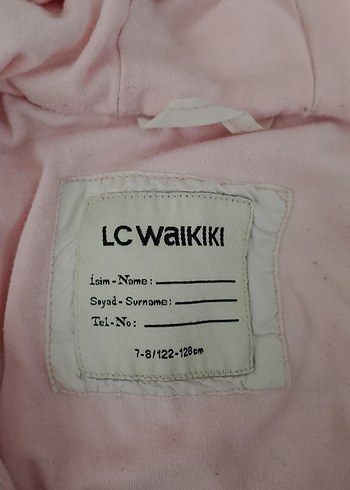 LC WAIKIKI
İsim-Name:
Soyad-Surname:
Tel-No:
7-8/122-128cm